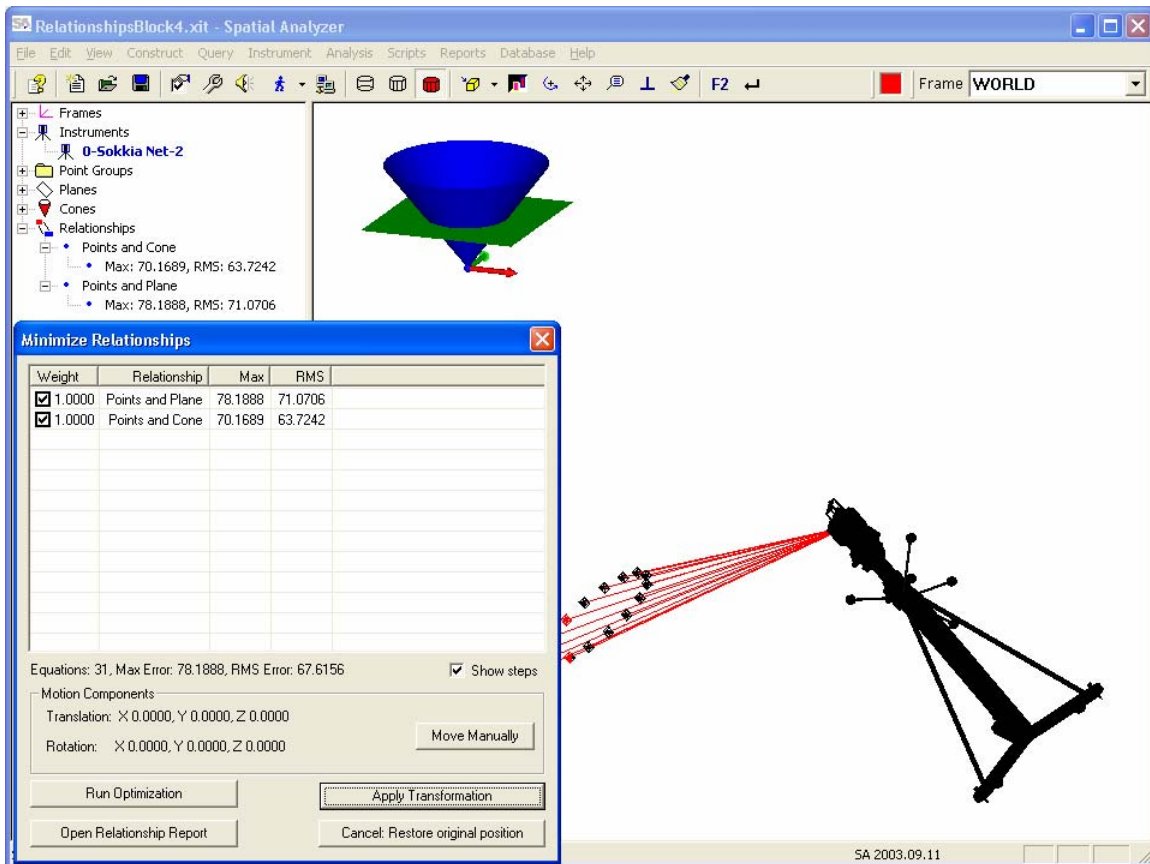 RelationshipsBlock4.xit - Spatial Analyzer
File Edit View Construct Query Instrument Analysis Scripts Reports Database Help
F2 Frame WORLD
Frames
Instruments
0-Sokkia Net-2
Point Groups
Planes
Cones
Relationships
Points and Cone
Max: 70.1689, RMS: 63.7242
Points and Plane
Max: 78.1888, RMS: 71.0706
Minimize Relationships
Weight Relationship Max RMS
1.0000 Points and Plane 78.1888 71.0706
1.0000 Points and Cone 70.1689 63.7242
Equations: 31, Max Error: 78.1888, RMS Error: 67.6156 Show steps
Motion Components
Translation: X 0.0000, Y 0.0000, Z 0.0000
Move Manually
Rotation: X 0.0000, Y 0.0000, Z 0.0000
Run Optimization Apply Transformation
Open Relationship Report Cancel: Restore original position
SA 2003.09.11